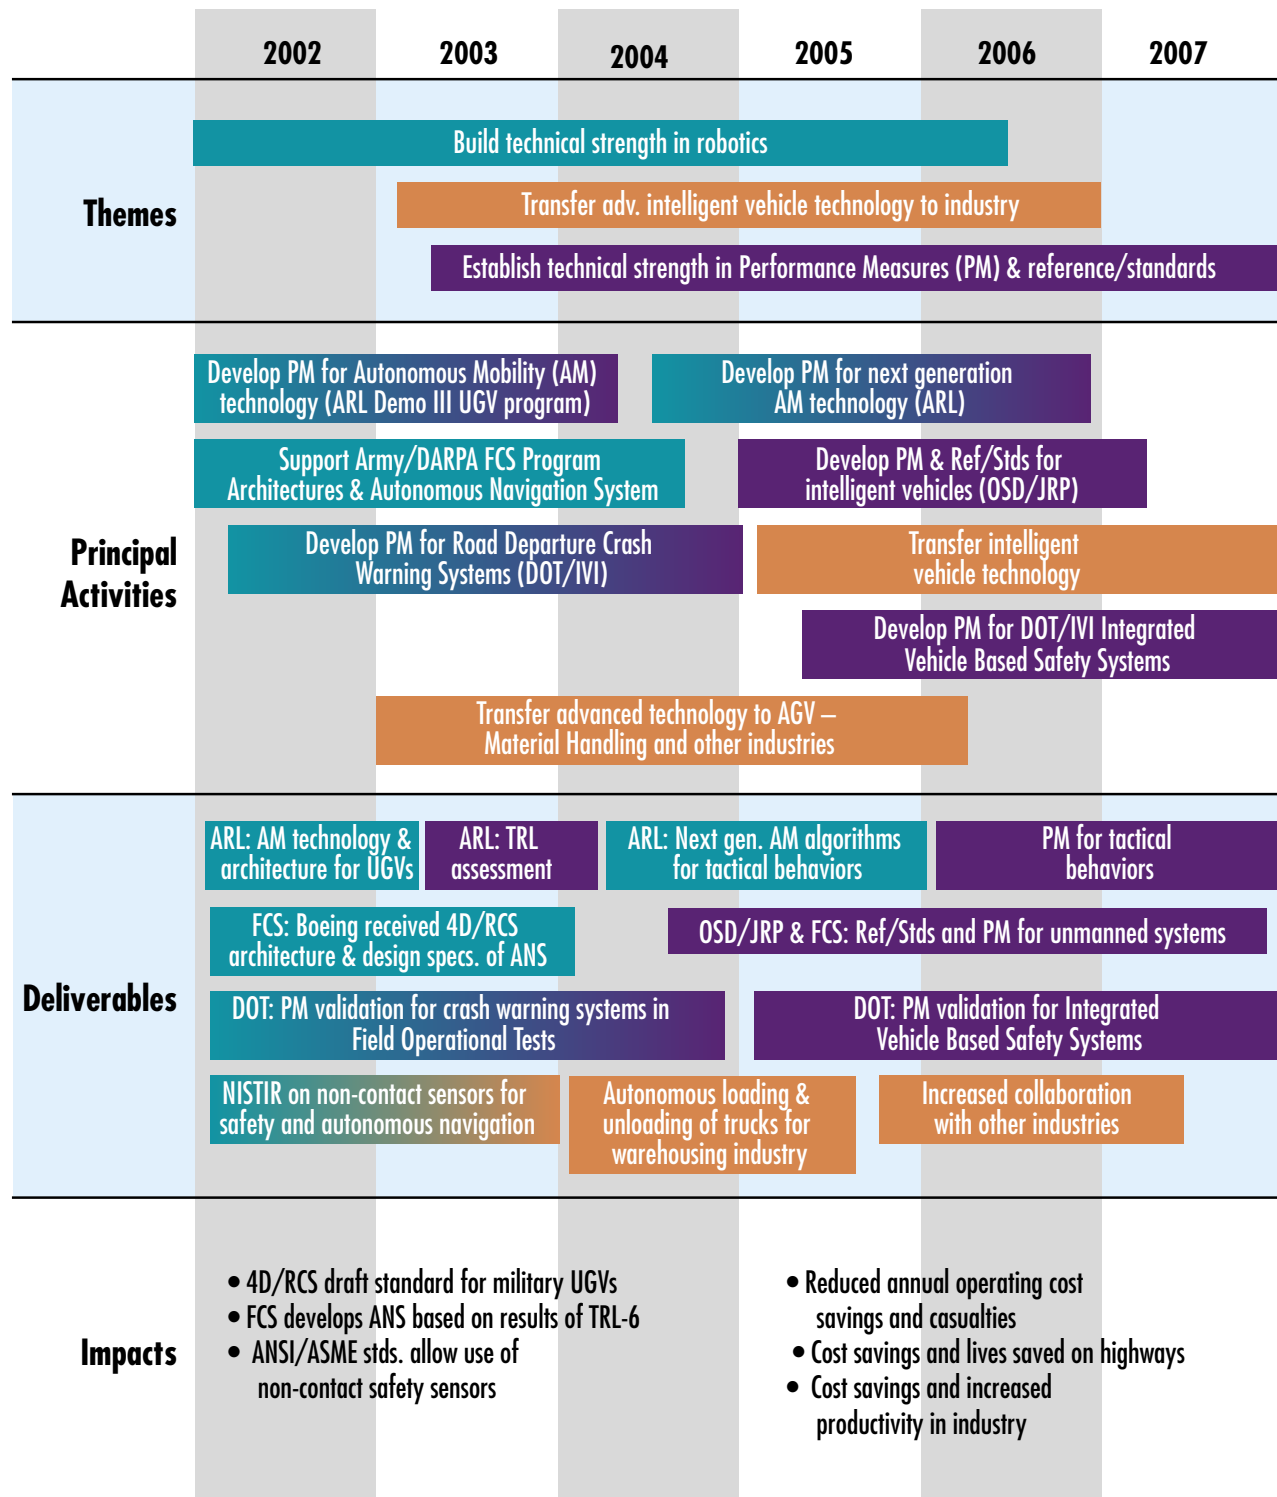 2002 2003 2004 2005 2006 2007
Themes
Build technical strength in robotics
Transfer adv. intelligent vehicle technology to industry
Establish technical strength in Performance Measures (PM) & reference/standards
Principal
Activities
Develop PM for Autonomous Mobility (AM)
technology (ARL Demo III UGV program)
Develop PM for next generation
AM technology (ARL)
Support Army/DARPA FCS Program
Architectures & Autonomous Navigation System
Develop PM & Ref/Stds for
intelligent vehicles (OSD/JRP)
Develop PM for Road Departure Crash
Warning Systems (DOT/IVI)
Transfer intelligent
vehicle technology
Develop PM for DOT/IVI Integrated
Vehicle Based Safety Systems
Transfer advanced technology to AGV –
Material Handling and other industries
Deliverables
ARL: AM technology &
architecture for UGVs
ARL: TRL
assessment
ARL: Next gen. AM algorithms
for tactical behaviors
PM for tactical
behaviors
FCS: Boeing received 4D/RCS
architecture & design specs. of ANS
OSD/JRP & FCS: Ref/Stds and PM for unmanned systems
DOT: PM validation for crash warning systems in
Field Operational Tests
DOT: PM validation for Integrated
Vehicle Based Safety Systems
NISTIR on non-contact sensors for
safety and autonomous navigation
Autonomous loading &
unloading of trucks for
warehousing industry
Increased collaboration
with other industries
Impacts
• 4D/RCS draft standard for military UGVs
• FCS develops ANS based on results of TRL-6
• ANSI/ASME stds. allow use of
non-contact safety sensors
• Reduced annual operating cost
savings and casualties
• Cost savings and lives saved on highways
• Cost savings and increased
productivity in industry